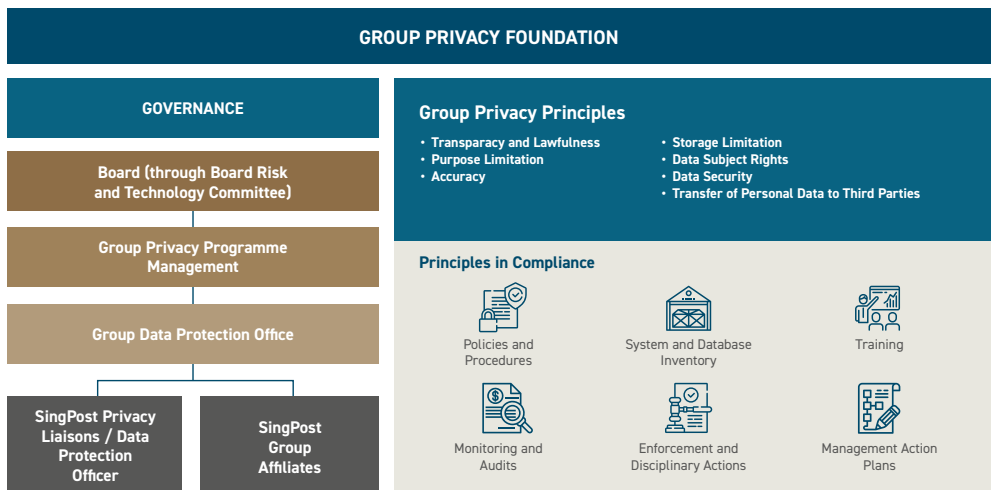 GROUP PRIVACY FOUNDATION
GOVERNANCE
Board (through Board Risk
and Technology Committee)
Group Privacy Programme
Management
Group Data Protection Office
SingPost Privacy
Liaisons / Data
Protection
Officer
SingPost
Group
Affiliates
Group Privacy Principles
• Transparacy and Lawfulness
• Purpose Limitation
• Accuracy
• Storage Limitation
• Data Subject Rights
• Data Security
• Transfer of Personal Data to Third Parties
Principles in Compliance
Policies and
Procedures
System and Database
Inventory
Training
$
Monitoring and
Audits
Enforcement and
Disciplinary Actions
Management Action
Plans